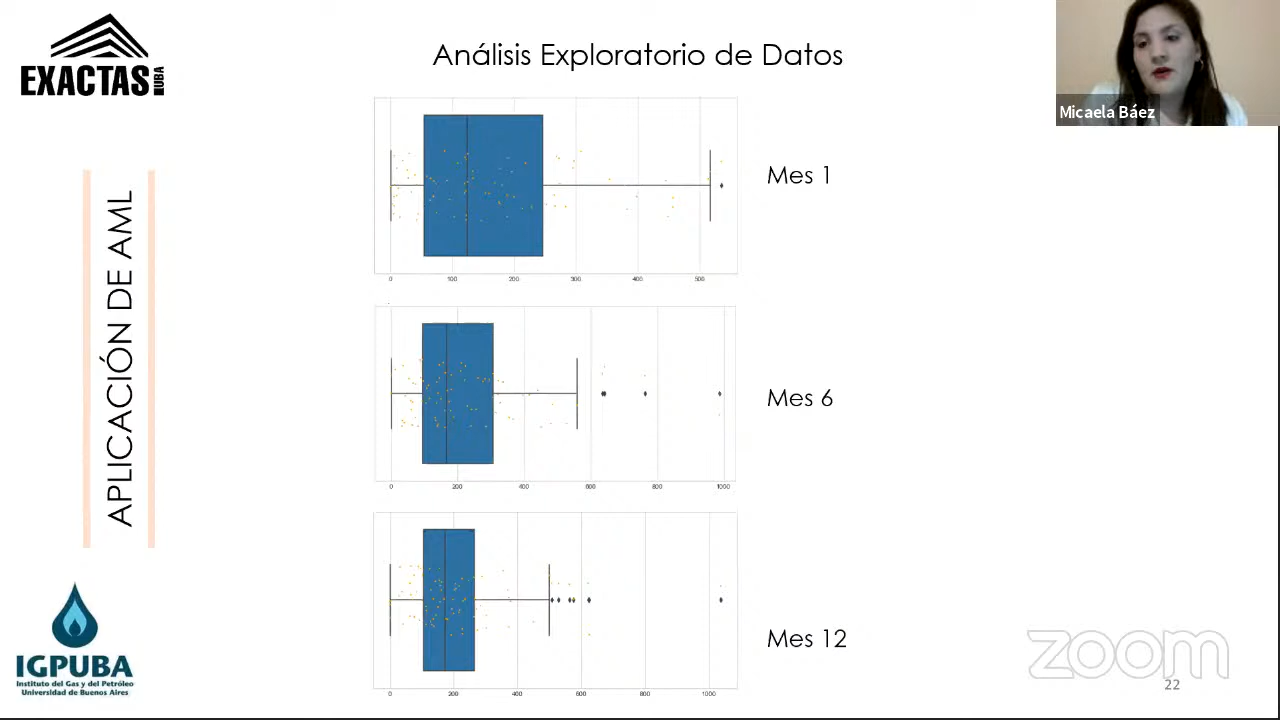 EXACTAS UBA
Análisis Exploratorio de Datos
Micaela Báez
APLICACIÓN DE AML
Mes 1
0 100 200 300 400 500
Mes 6
0 200 400 600 800 1000
Mes 12
0 200 400 600 800 1000
IGPUBA
Instituto del Gas y del Petróleo
Universidad de Buenos Aires
zoom
22